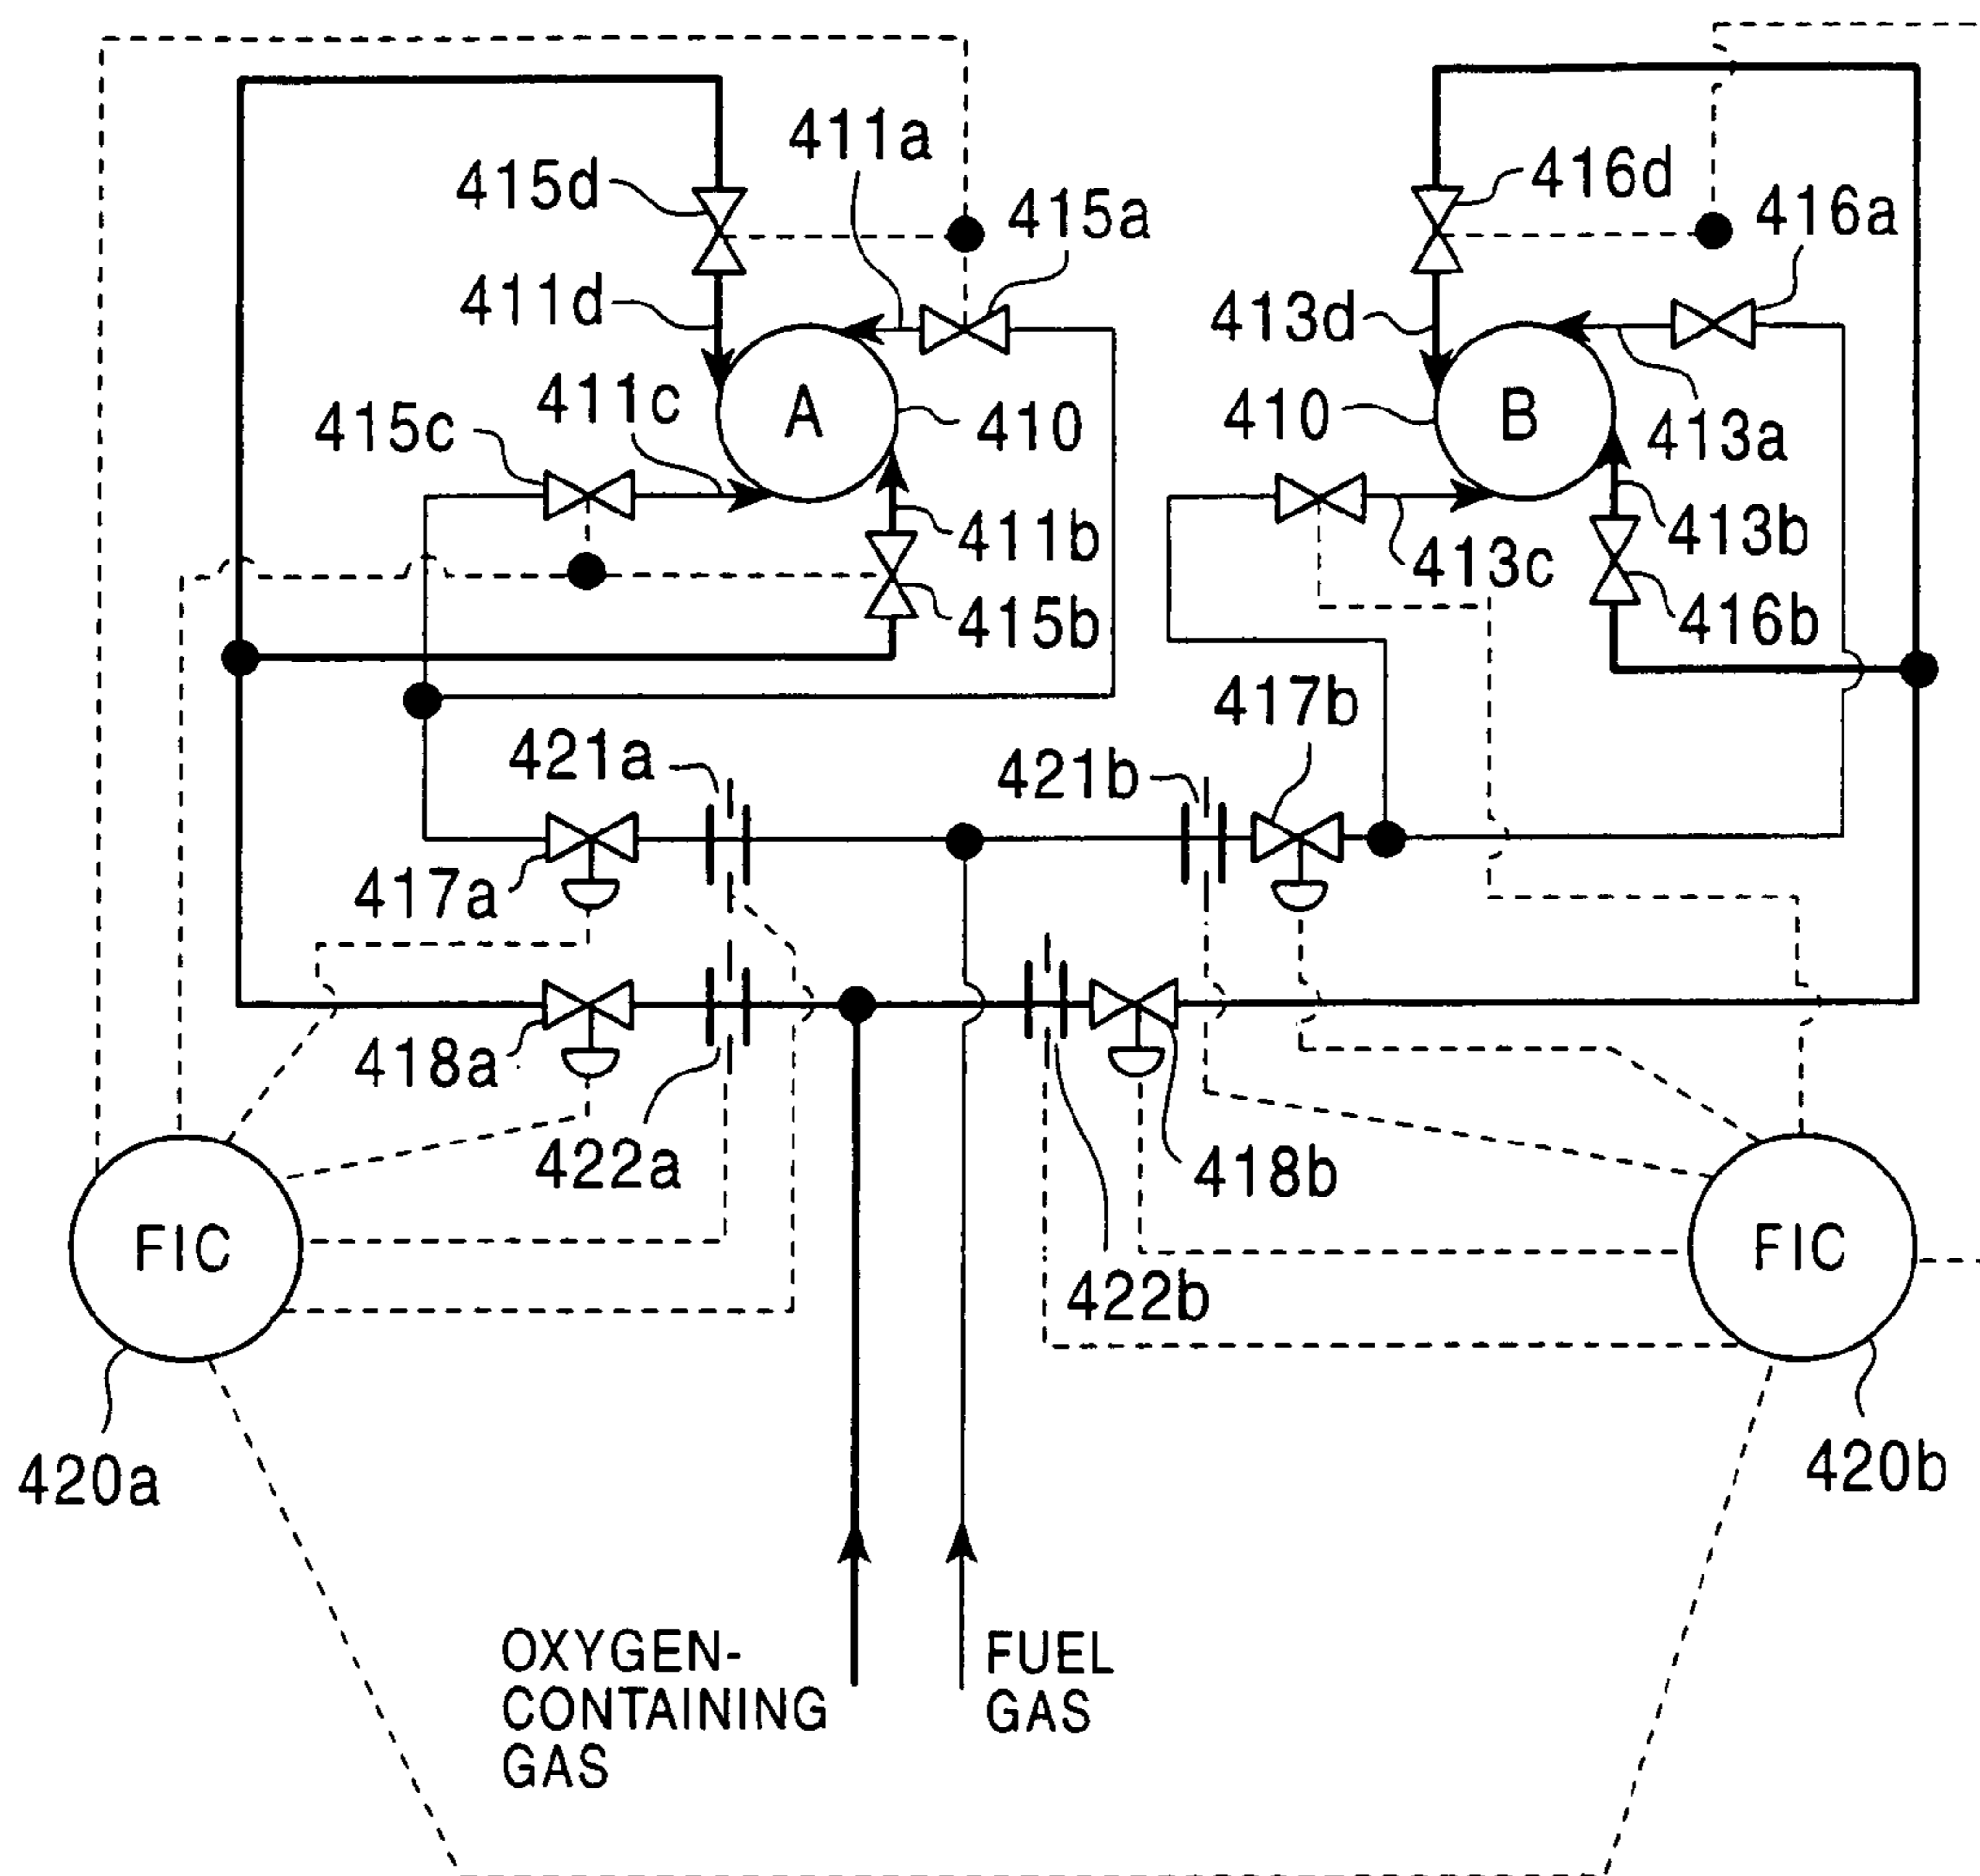 411a
415d
416d
415a
416a
411d
413d
411c
A
410
410
B
413a
415c
411b
413b
413c
415b
416b
417b
421a
421b
417a
418a
422a
418b
FIC
FIC
422b
420a
420b
OXYGEN-
CONTAINING
GAS
FUEL
GAS